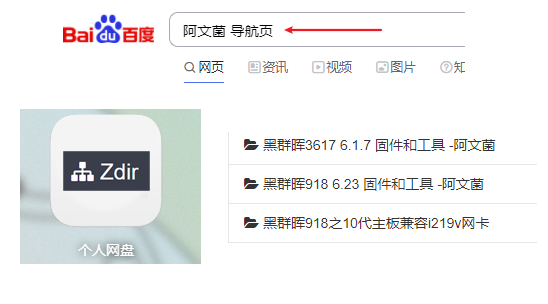 Bai du 百度
阿文菌 导航页
网页 资讯 视频 图片 知
Zdir
个人网盘
黑群晖3617 6.1.7 固件和工具 -阿文菌
黑群晖918 6.23 固件和工具 -阿文菌
黑群晖918之10代主板兼容i219v网卡